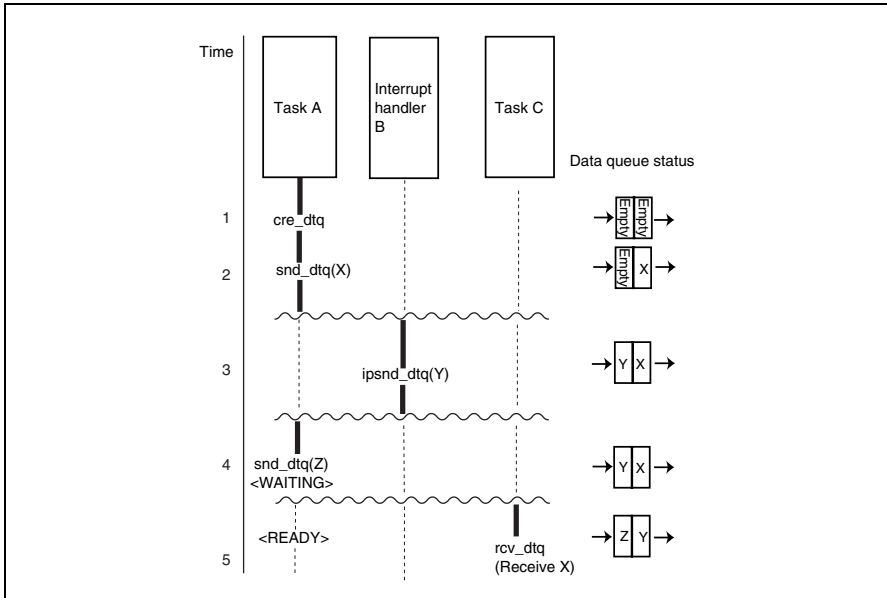 Time
Task A
Interrupt
handler
B
Task C
Data queue status
1
cre_dtq
Empty
Empty
2
snd_dtq(X)
Empty
X
3
ipsnd_dtq(Y)
Y
X
4
snd_dtq(Z)
<WAITING>
Y
X
<READY>
rcv_dtq
(Receive X)
Z
Y
5